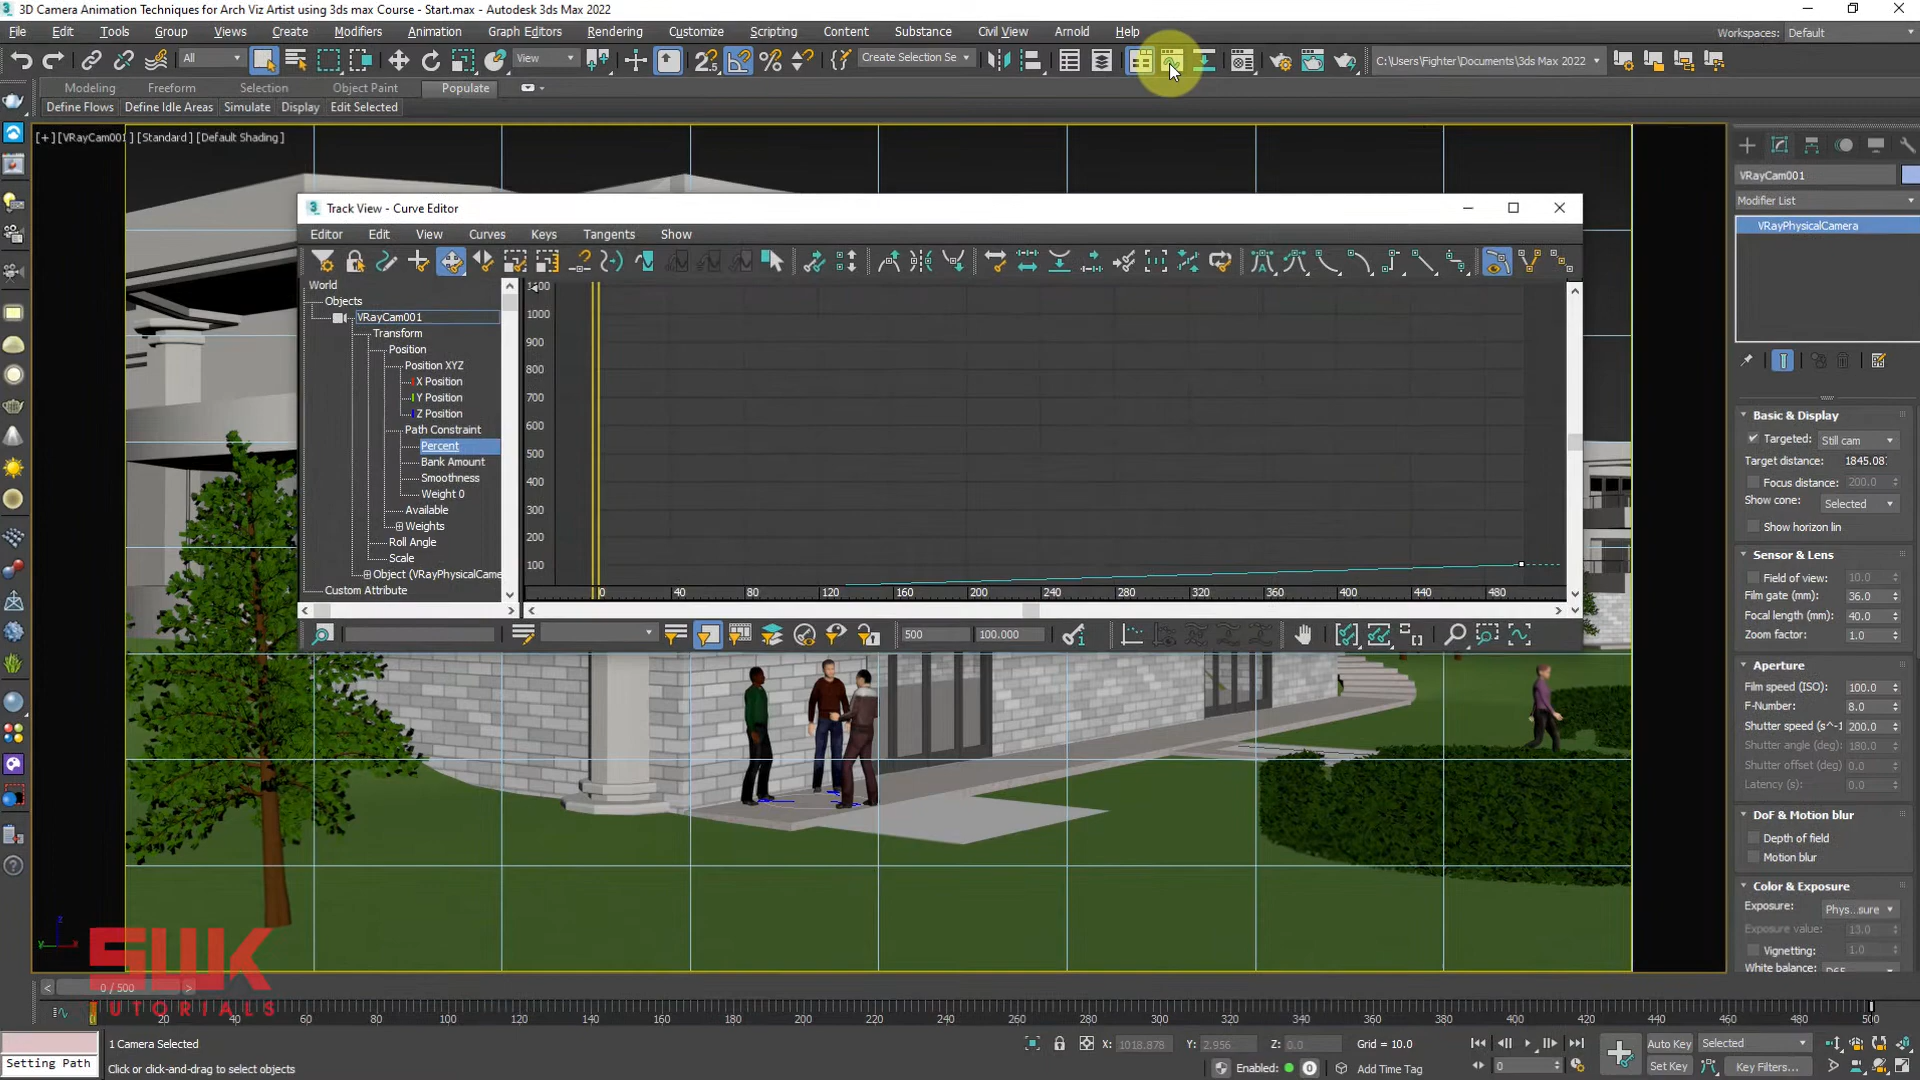 3D Camera Animation Techniques for Arch Viz Artist using 3ds max Course - Start.max - Autodesk 3ds Max 2022
File Edit Tools Group Views Create Modifiers Animation Graph Editors Rendering Customize Scripting Content Substance Civil View Arnold Help
Workspaces: Default
All View Create Selection Se C:\Users\Fighter\Documents\3ds Max 2022
Modeling Freeform Selection Object Paint Populate
Define Flows Define Idle Areas Simulate Display Edit Selected
[+] [VRayCam001 ] [Standard ] [Default Shading ]
VRayCam001
Modifier List
VRayPhysicalCamera
Track View - Curve Editor
Editor Edit View Curves Keys Tangents Show
World
Objects
VRayCam001
Transform
Position
Position XYZ
X Position
Y Position
Z Position
Path Constraint
Percent
Bank Amount
Smoothness
Weight 0
Available
Weights
Roll Angle
Scale
Object (VRayPhysicalCame
Custom Attribute
1000
900
800
700
600
500
400
300
200
100
0 40 80 120 160 200 240 280 320 360 400 440 480
500 100.000
Basic & Display
Targeted: Still cam
Target distance: 1845.08
Focus distance: 200.0
Show cone: Selected
Show horizon lin
Sensor & Lens
Field of view: 10.0
Film gate (mm): 36.0
Focal length (mm): 40.0
Zoom factor: 1.0
Aperture
Film speed (ISO): 100.0
F-Number: 8.0
Shutter speed (s^-1 200.0
Shutter angle (deg): 180.0
Shutter offset (deg) 0.0
Latency (s): 0.0
DoF & Motion blur
Depth of field
Motion blur
Color & Exposure
Exposure: Phys...sure
Exposure value: 13.0
Vignetting: 1.0
White balance: D65
SWK
TUTORIALS
0 / 500
0 20 40 60 80 100 120 140 160 180 200 220 240 260 280 300 320 340 360 380 400 420 440 460 480 500
1 Camera Selected
Setting Path
Click or click-and-drag to select objects
X: 1018.878 Y: 2.956 Z: 0.0 Grid = 10.0
Enabled: 0 Add Time Tag
0
Auto Key Selected
Set Key Key Filters...